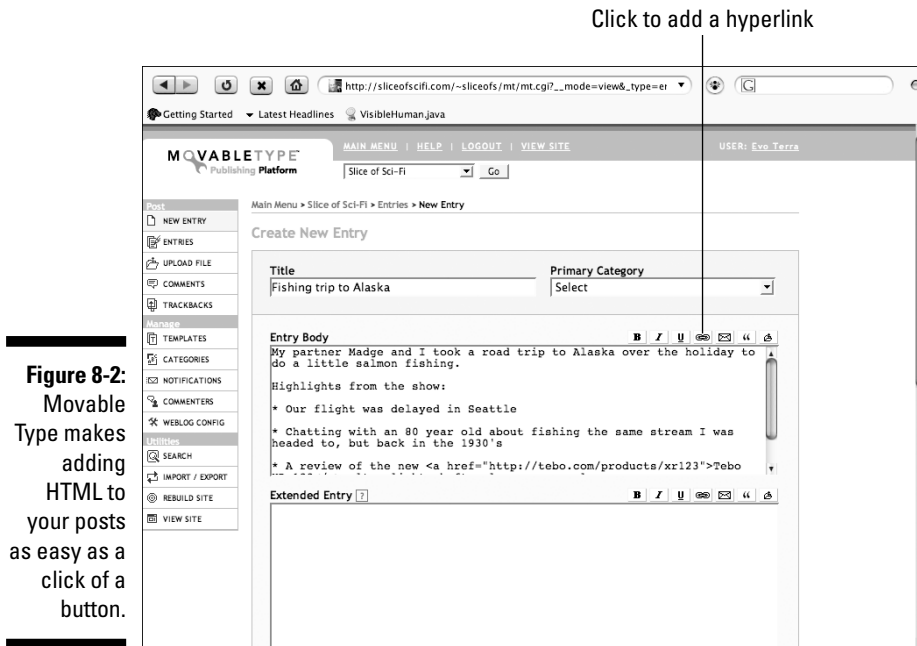 Click to add a hyperlink
http://sliceofscifi.com/~sliceofs/mt/mt.cgi?__mode=view&_type=er
G
Getting Started Latest Headlines VisibleHuman.java
MOVABLETYPE™
Publishing Platform
MAIN MENU | HELP | LOGOUT | VIEW SITE
USER: Evo Terra
Slice of Sci-Fi Go
Main Menu > Slice of Sci-Fi > Entries > New Entry
Post
NEW ENTRY
ENTRIES
UPLOAD FILE
COMMENTS
TRACKBACKS
Manage
TEMPLATES
CATEGORIES
NOTIFICATIONS
COMMENTERS
WEBLOG CONFIG
Utilities
SEARCH
IMPORT / EXPORT
REBUILD SITE
VIEW SITE
Create New Entry
Title
Fishing trip to Alaska
Primary Category
Select
Entry Body B I U “
My partner Madge and I took a road trip to Alaska over the holiday to
do a little salmon fishing.
Highlights from the show:
* Our flight was delayed in Seattle
* Chatting with an 80 year old about fishing the same stream I was
headed to, but back in the 1930's
* A review of the new <a href="http://tebo.com/products/xr123">Tebo
Extended Entry ? B I U “
Figure 8-2:
Movable
Type makes
adding
HTML to
your posts
as easy as a
click of a
button.